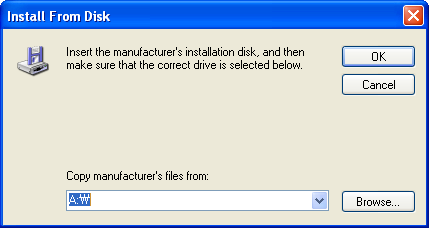 Install From Disk
Insert the manufacturer's installation disk, and then
make sure that the correct drive is selected below.
OK
Cancel
Copy manufacturer's files from:
A:₩
Browse...